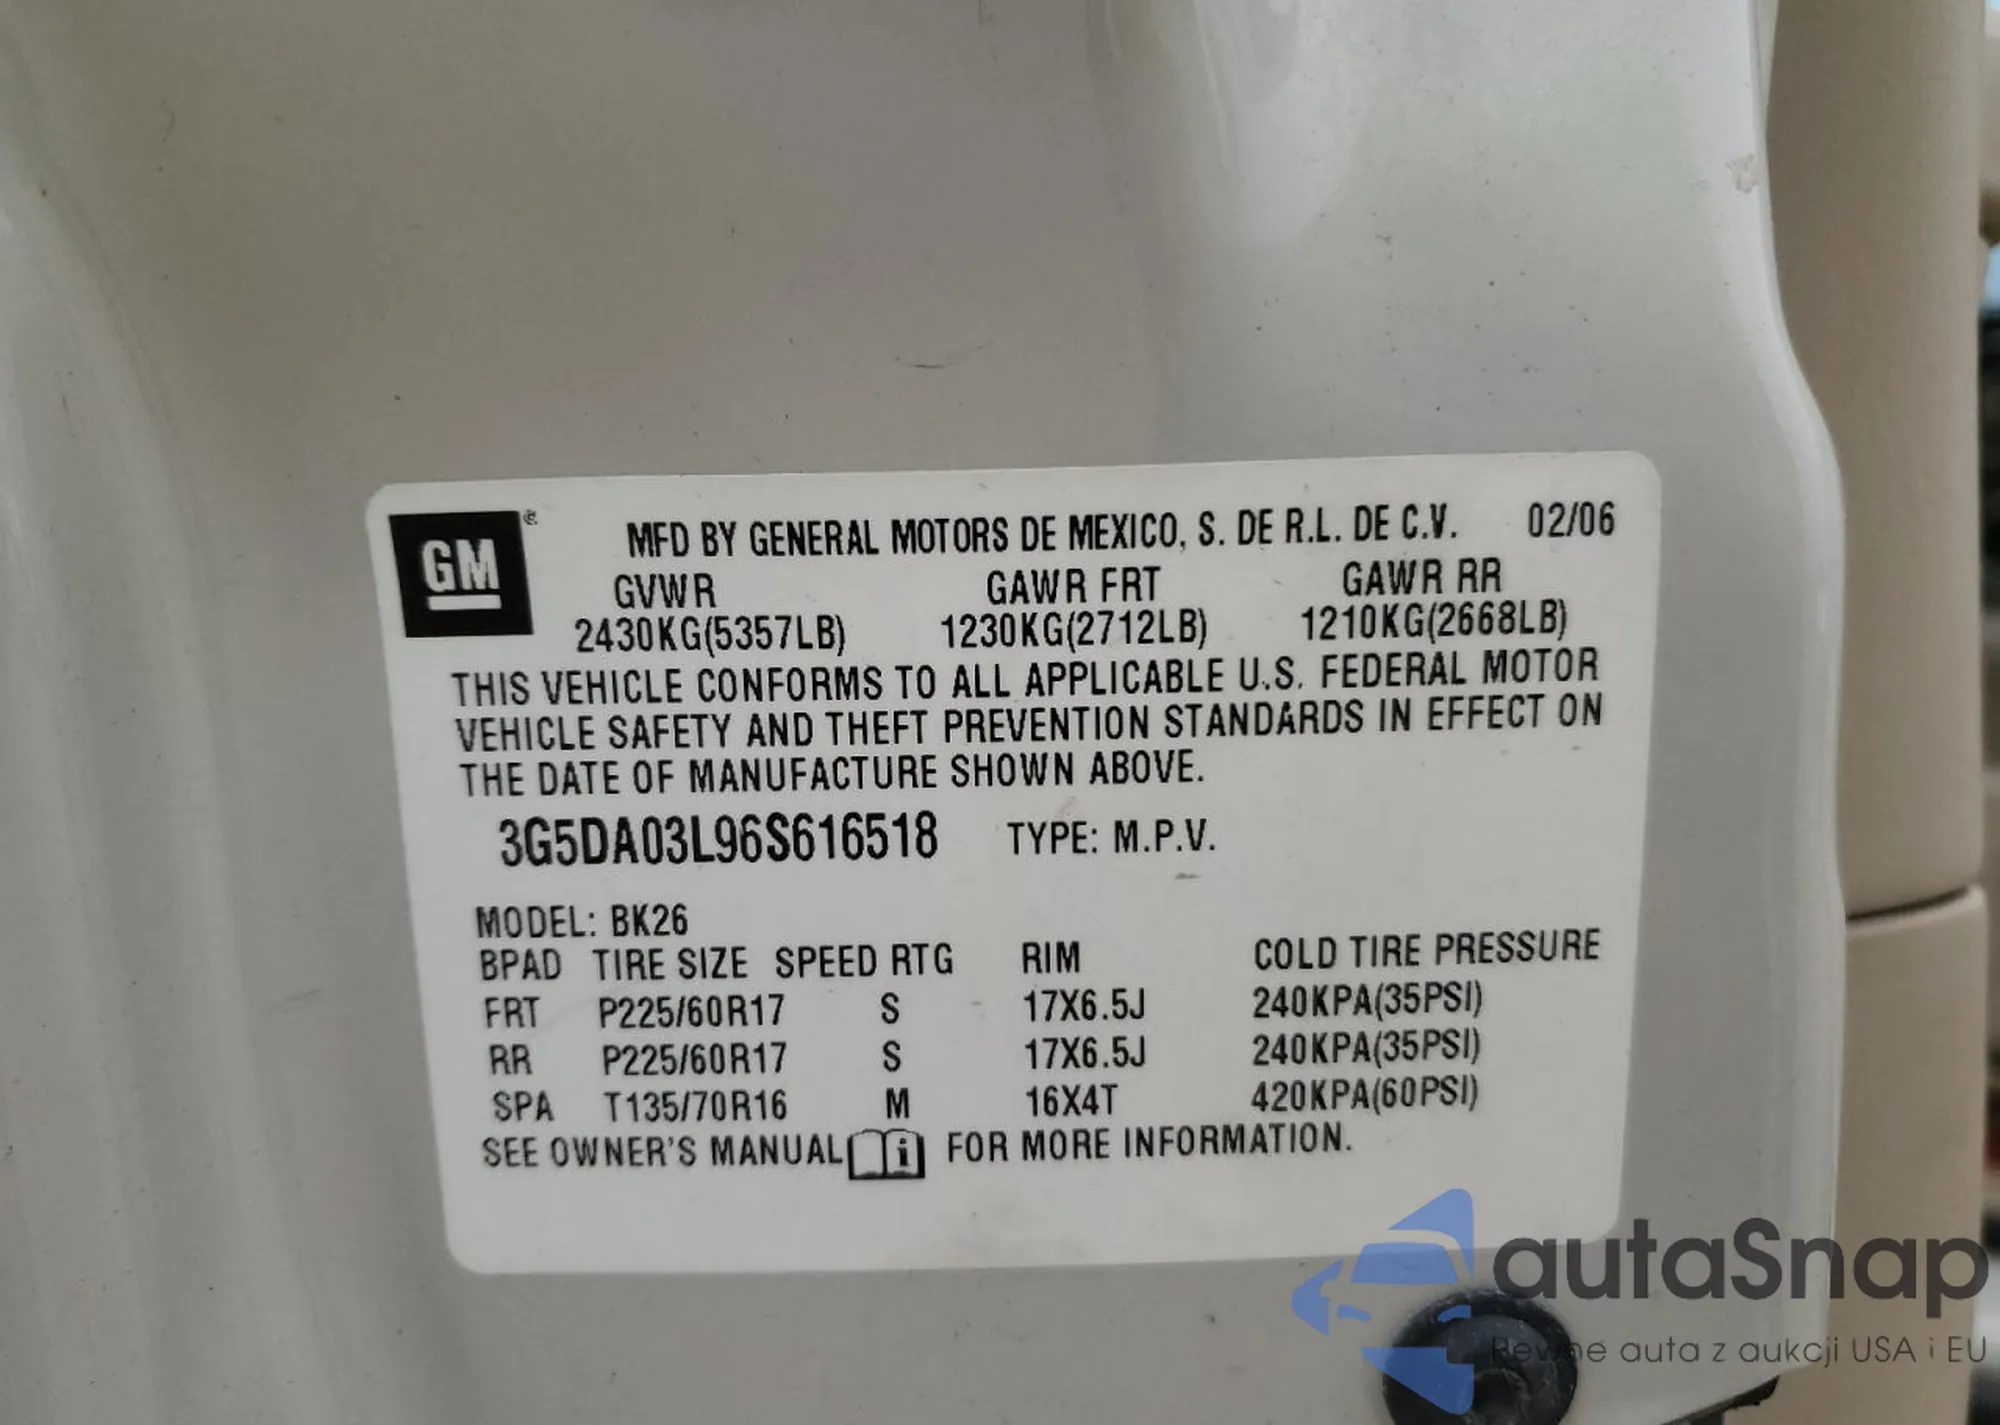 GM ®
MFD BY GENERAL MOTORS DE MEXICO, S. DE R.L. DE C.V. 02/06
GVWR GAWR FRT GAWR RR
2430KG(5357LB) 1230KG(2712LB) 1210KG(2668LB)
THIS VEHICLE CONFORMS TO ALL APPLICABLE U.S. FEDERAL MOTOR
VEHICLE SAFETY AND THEFT PREVENTION STANDARDS IN EFFECT ON
THE DATE OF MANUFACTURE SHOWN ABOVE.
3G5DA03L96S616518 TYPE: M.P.V.
MODEL: BK26
BPAD TIRE SIZE SPEED RTG RIM COLD TIRE PRESSURE
FRT P225/60R17 S 17X6.5J 240KPA(35PSI)
RR P225/60R17 S 17X6.5J 240KPA(35PSI)
SPA T135/70R16 M 16X4T 420KPA(60PSI)
SEE OWNER'S MANUAL i FOR MORE INFORMATION.
autaSnap
Pewne auta z aukcji USA i EU